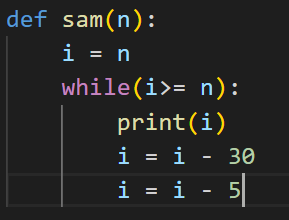 def sam(n):
    i = n
    while(i>= n):
        print(i)
        i = i - 30
        i = i - 5